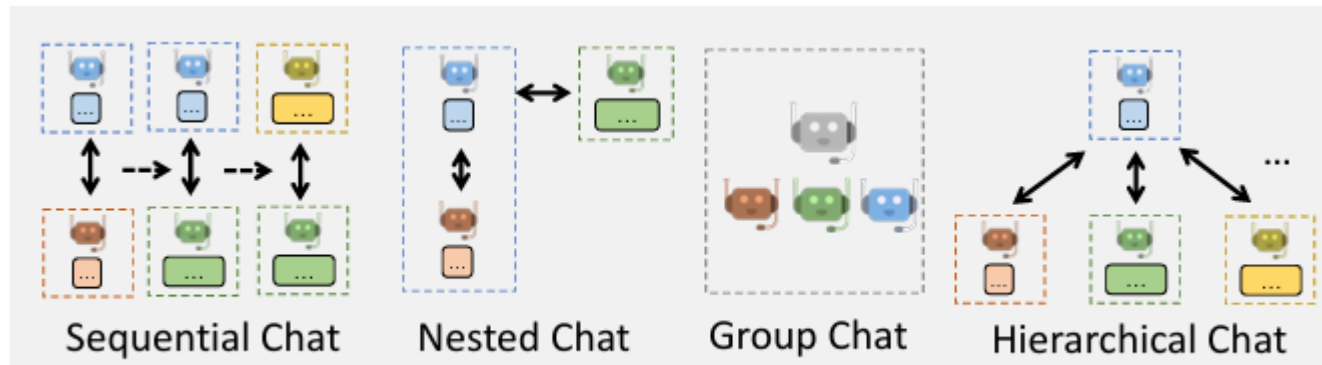 ... ... ...
... ... ...
... ...
...
...
... ... ... ...
...
Sequential Chat
Nested Chat
Group Chat
Hierarchical Chat